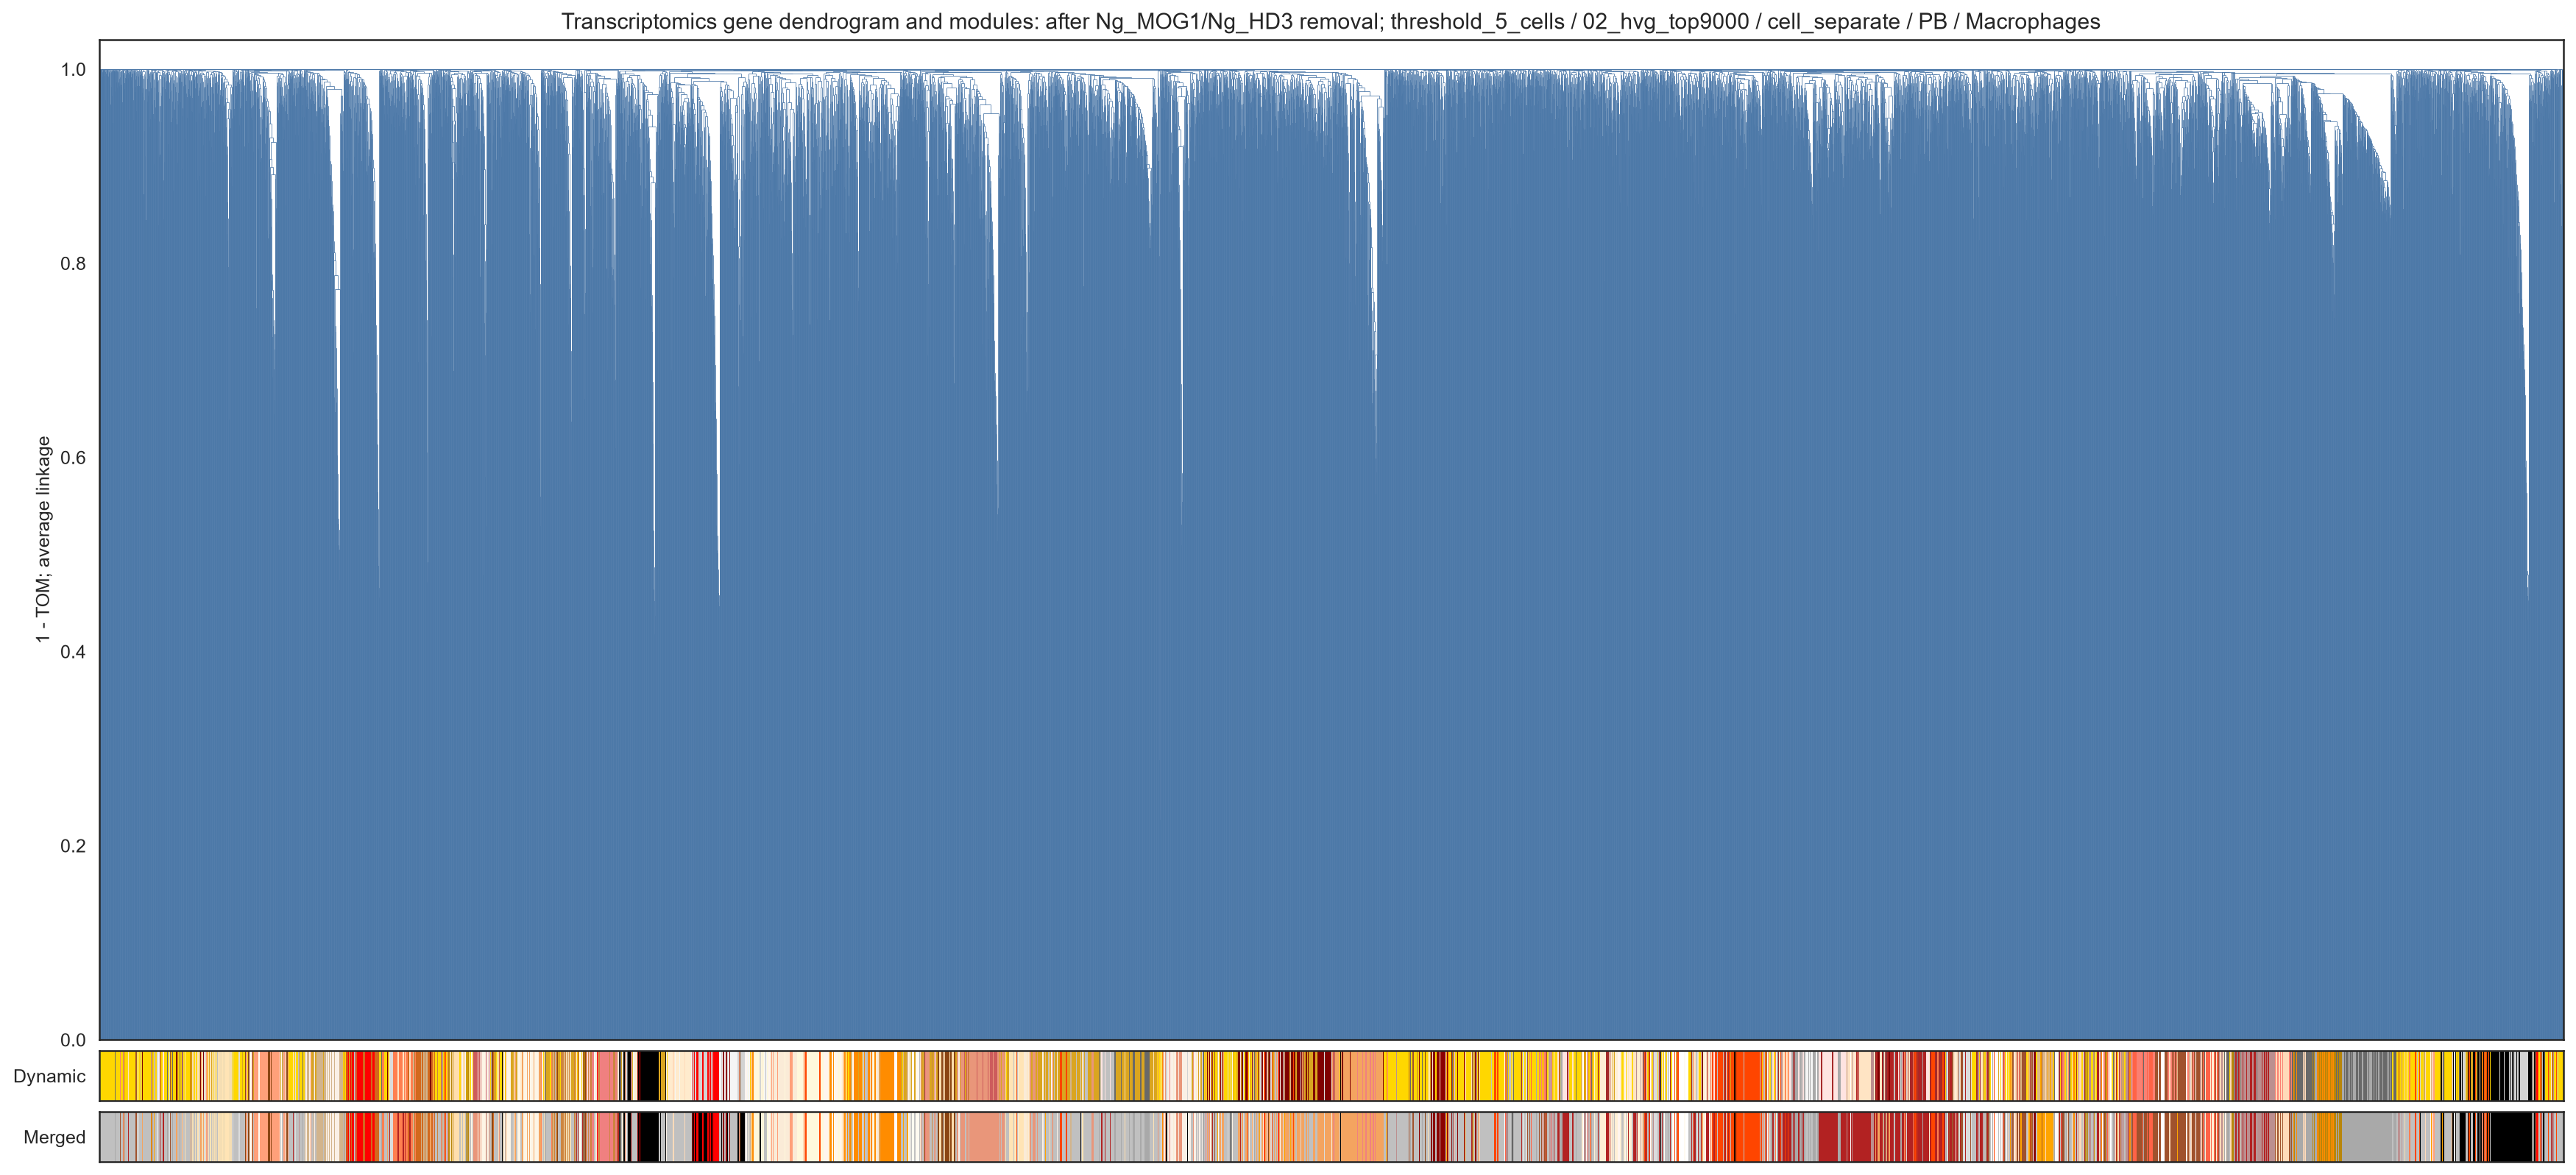 Transcriptomics gene dendrogram and modules: after Ng_MOG1/Ng_HD3 removal; threshold_5_cells / 02_hvg_top9000 / cell_separate / PB / Macrophages
1.0
0.8
0.6
0.4
0.2
0.0
1 - TOM; average linkage
Dynamic
Merged